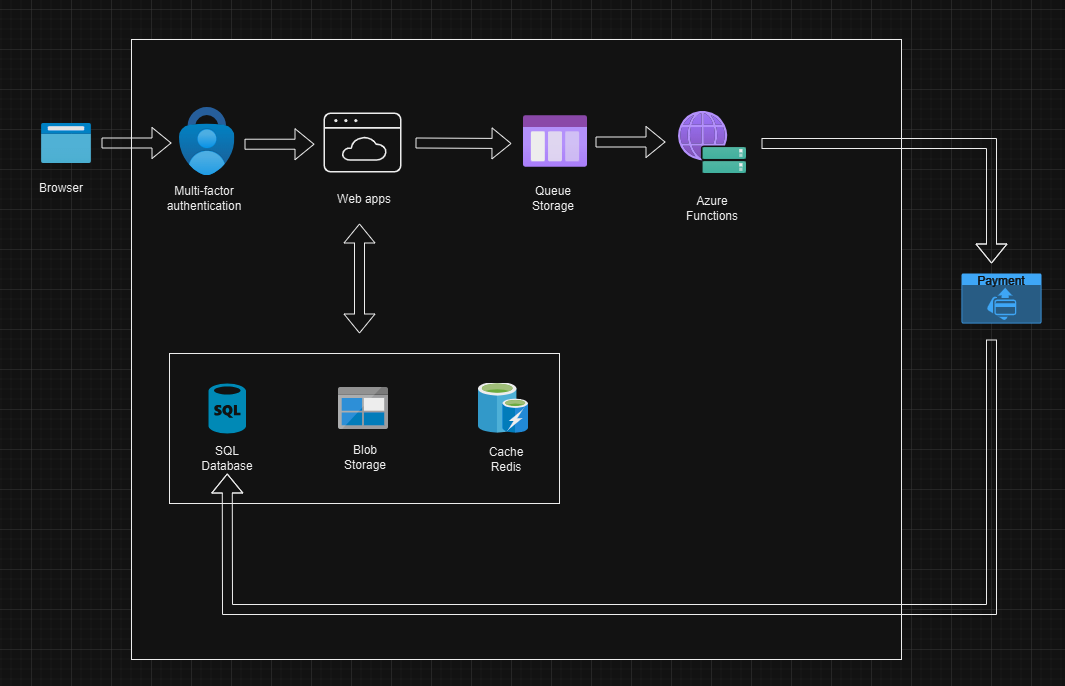 Browser
Multi-factor
authentication
Web apps
Queue
Storage
Azure
Functions
Payment
SQL
SQL
Database
Blob
Storage
Cache
Redis